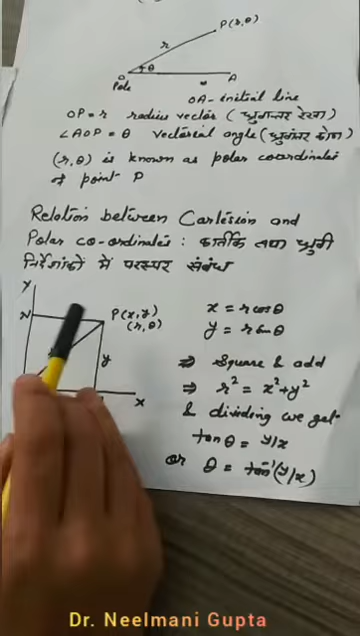 P(r,θ)
r
θ
O
Pole
A
OA - Initial line
OP = r radius vector (ध्रुवान्तर रेखा)
∠AOP = θ vectorial angle (ध्रुवांतर कोण)
(r,θ) is known as polar coordinates
of point P
Relation between Cartesian and
Polar co-ordinates : कार्तीक तथा ध्रुवी
निर्देशांकों में परस्पर संबंध
Y
N
P(x,y)
(r,θ)
y
X
x = r cos θ
y = r sin θ
⇒ Square & add
⇒ r² = x²+y²
& dividing we get
tan θ = y/x
or θ = tan⁻¹(y/x)
Dr. Neelmani Gupta